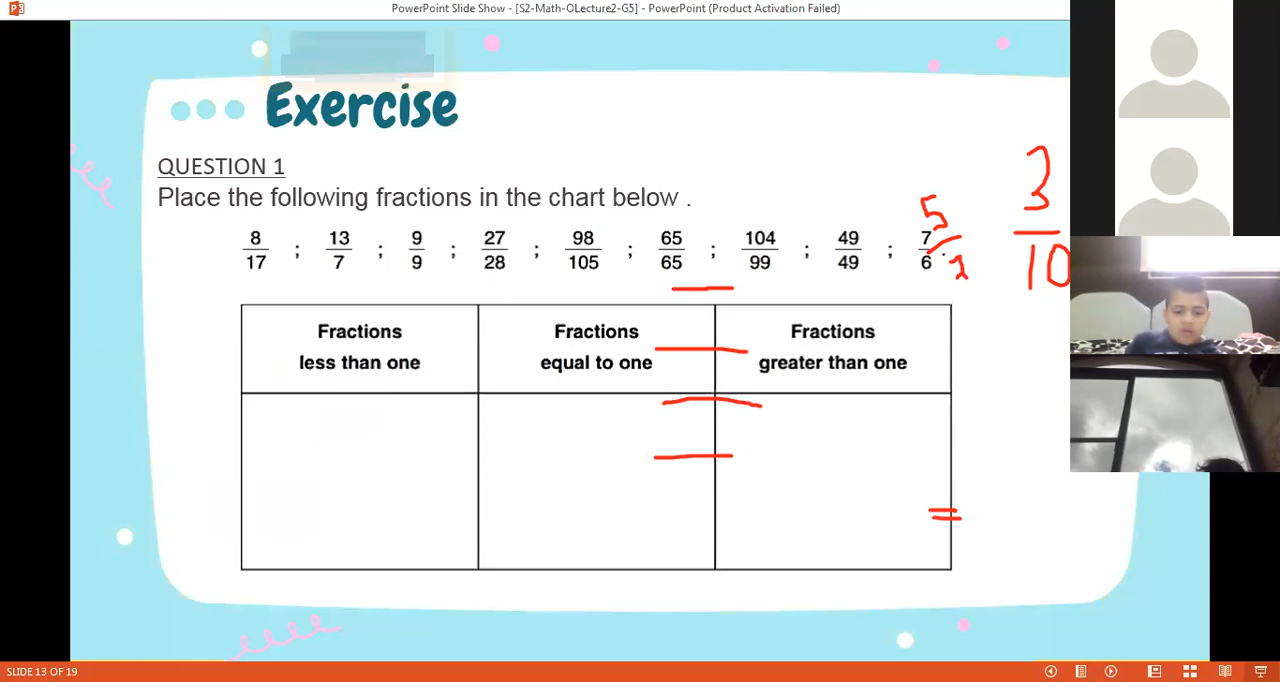 PowerPoint Slide Show - [S2-Math-OLecture2-G5] - PowerPoint (Product Activation Failed)
Exercise
QUESTION 1
Place the following fractions in the chart below .
8/17 ; 13/7 ; 9/9 ; 27/28 ; 98/105 ; 65/65 ; 104/99 ; 49/49 ; 7/6 .
3/10
Fractions less than one
Fractions equal to one
Fractions greater than one
SLIDE 13 OF 19